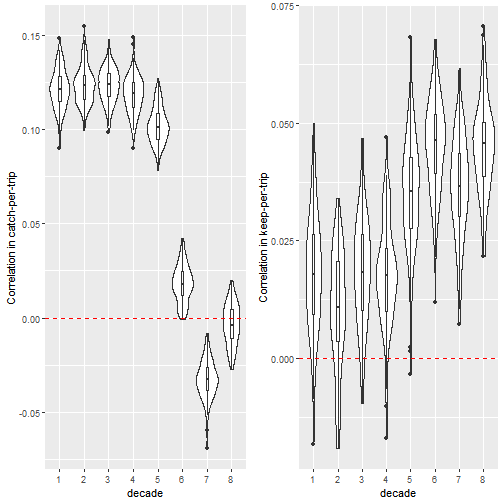 Correlation in catch-per-trip
0.15
0.10
0.05
0.00
-0.05
1 2 3 4 5 6 7 8
decade
Correlation in keep-per-trip
0.075
0.050
0.025
0.000
1 2 3 4 5 6 7 8
decade